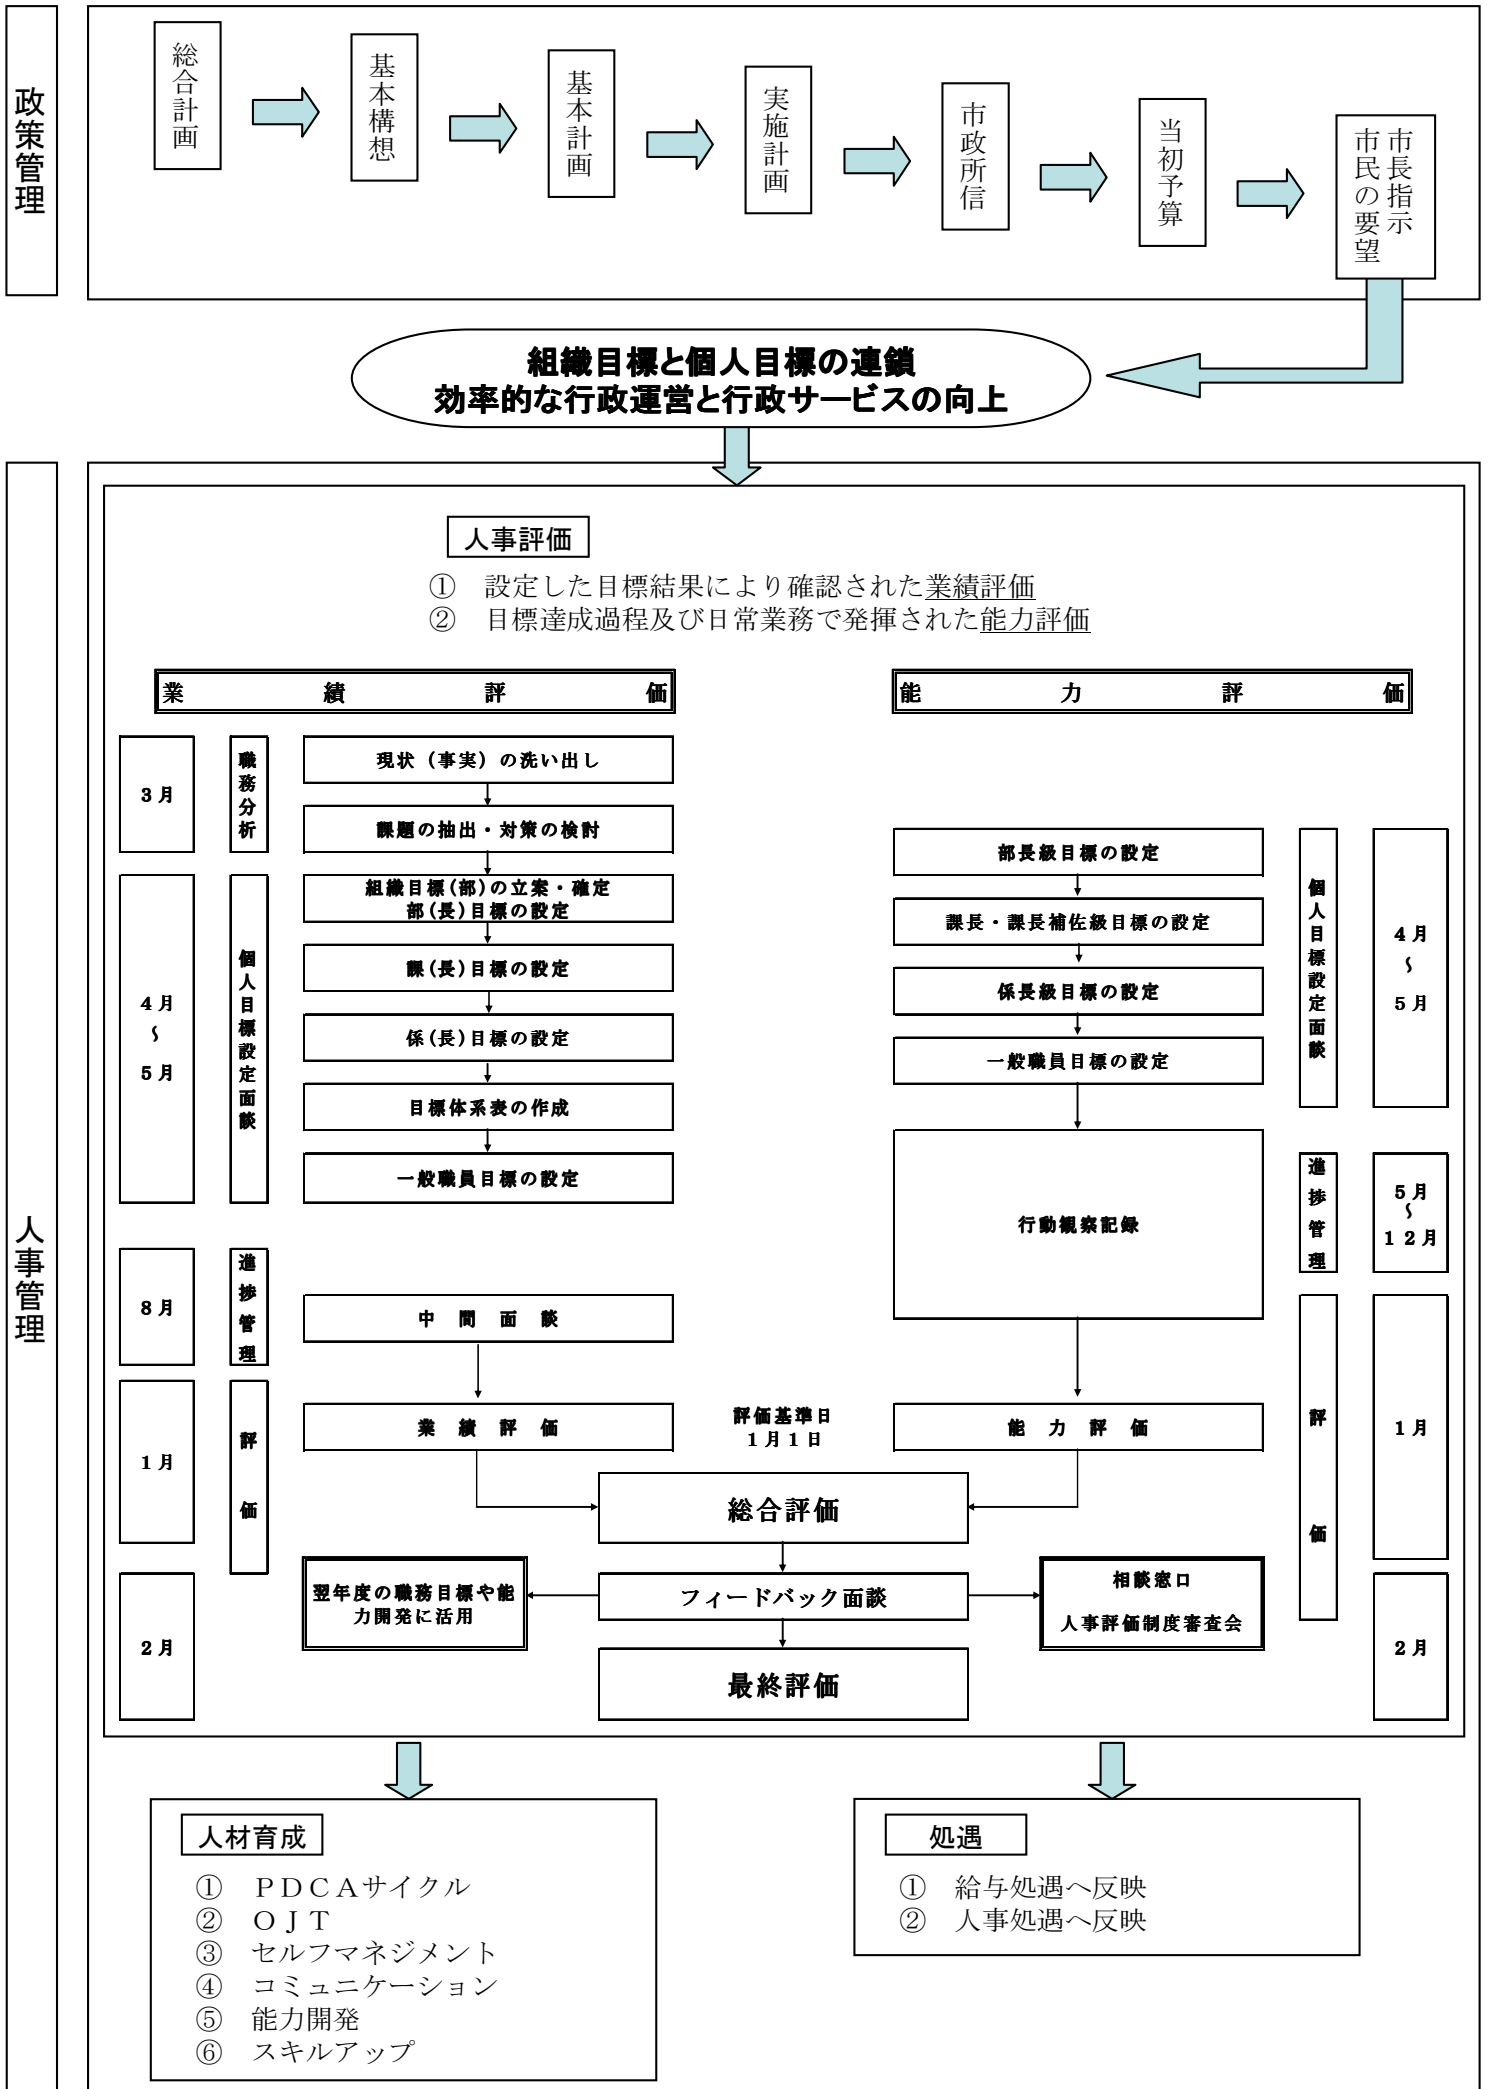 政策管理
総合計画
基本構想
基本計画
実施計画
市政所信
当初予算
市長指示
市民の要望
組織目標と個人目標の連鎖
効率的な行政運営と行政サービスの向上
人事管理
人事評価
① 設定した目標結果により確認された業績評価
② 目標達成過程及び日常業務で発揮された能力評価
業績評価
3月
職務分析
現状（事実）の洗い出し
課題の抽出・対策の検討
4月
～
5月
個人目標設定面談
組織目標(部)の立案・確定
部(長)目標の設定
課(長)目標の設定
係(長)目標の設定
目標体系表の作成
一般職員目標の設定
8月
進捗管理
中間面談
1月
評価
業績評価
2月
能力評価
部長級目標の設定
課長・課長補佐級目標の設定
係長級目標の設定
一般職員目標の設定
個人目標設定面談
4月
～
5月
行動観察記録
進捗管理
5月
～
12月
能力評価
評価
1月
2月
評価基準日
1月1日
総合評価
フィードバック面談
翌年度の職務目標や能
力開発に活用
相談窓口
人事評価制度審査会
最終評価
人材育成
① ＰＤＣＡサイクル
② ＯＪＴ
③ セルフマネジメント
④ コミュニケーション
⑤ 能力開発
⑥ スキルアップ
処遇
① 給与処遇へ反映
② 人事処遇へ反映